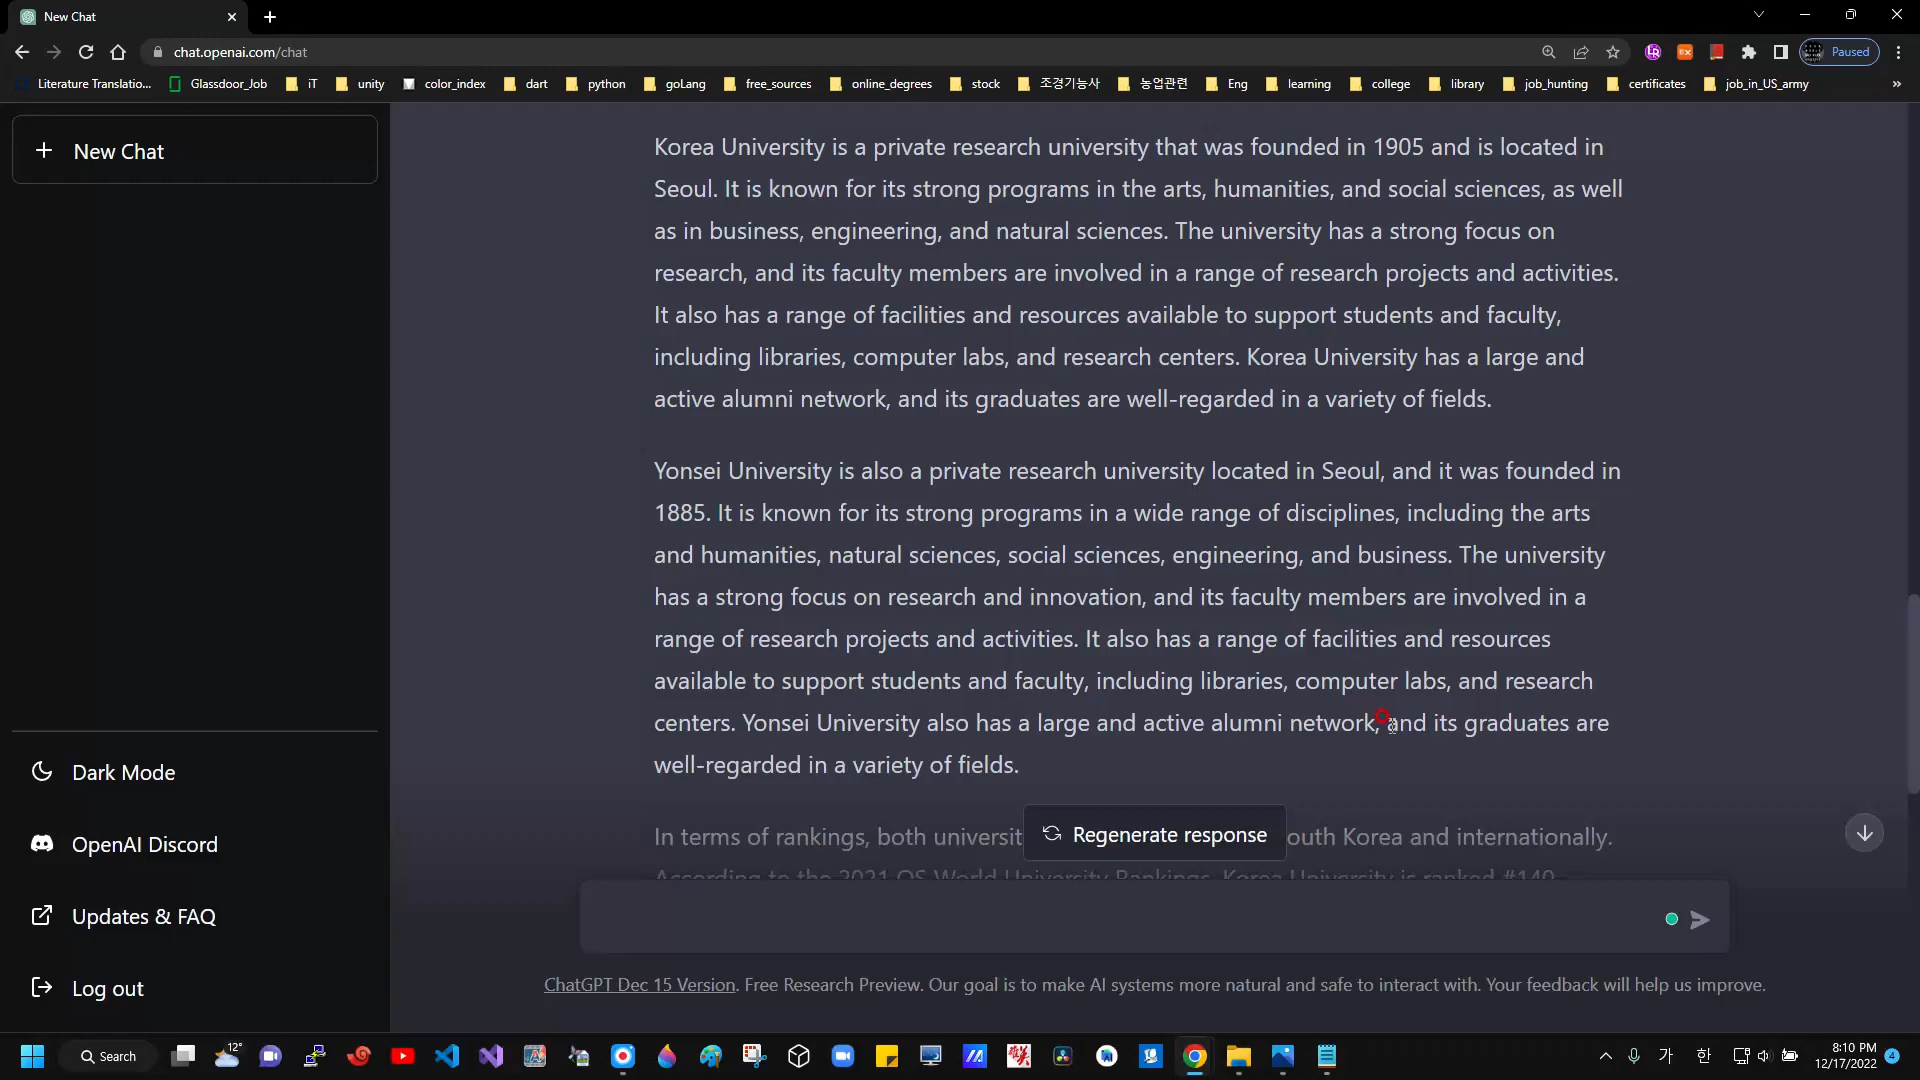 New Chat
chat.openai.com/chat
Paused
Literature Translatio...
Glassdoor_Job
iT
unity
color_index
dart
python
goLang
free_sources
online_degrees
stock
조경기능사
농업관련
Eng
learning
college
library
job_hunting
certificates
job_in_US_army
»
+ New Chat
Korea University is a private research university that was founded in 1905 and is located in
Seoul. It is known for its strong programs in the arts, humanities, and social sciences, as well
as in business, engineering, and natural sciences. The university has a strong focus on
research, and its faculty members are involved in a range of research projects and activities.
It also has a range of facilities and resources available to support students and faculty,
including libraries, computer labs, and research centers. Korea University has a large and
active alumni network, and its graduates are well-regarded in a variety of fields.
Yonsei University is also a private research university located in Seoul, and it was founded in
1885. It is known for its strong programs in a wide range of disciplines, including the arts
and humanities, natural sciences, social sciences, engineering, and business. The university
has a strong focus on research and innovation, and its faculty members are involved in a
range of research projects and activities. It also has a range of facilities and resources
available to support students and faculty, including libraries, computer labs, and research
centers. Yonsei University also has a large and active alumni network, and its graduates are
well-regarded in a variety of fields.
In terms of rankings, both universit
outh Korea and internationally.
According to the 2021 QS World University Rankings, Korea University is ranked #140
Regenerate response
Dark Mode
OpenAI Discord
Updates & FAQ
Log out
ChatGPT Dec 15 Version. Free Research Preview. Our goal is to make AI systems more natural and safe to interact with. Your feedback will help us improve.
Search
12°
가
한
8:10 PM
12/17/2022
4